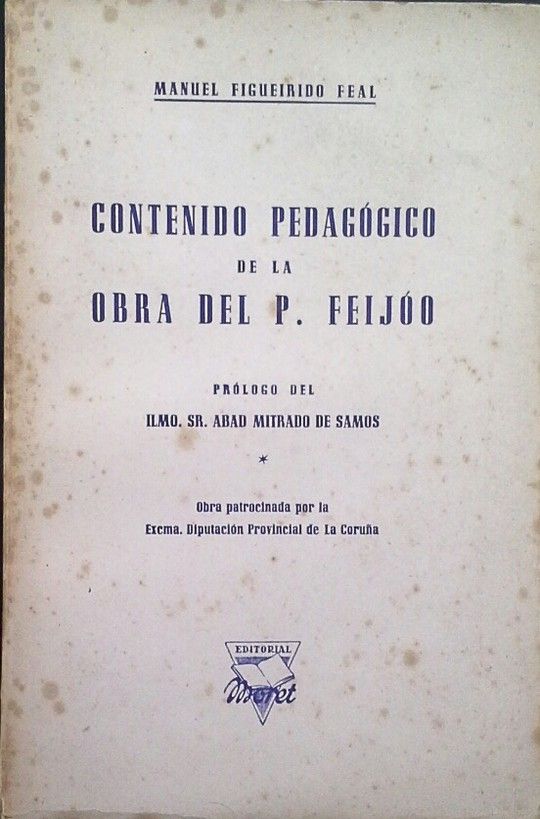 MANUEL FIGUEIRIDO FEAL
CONTENIDO PEDAGÓGICO
DE LA
OBRA DEL P. FEIJÓO
PRÓLOGO DEL
ILMO. SR. ABAD MITRADO DE SAMOS
*
Obra patrocinada por la
Excma. Diputación Provincial de La Coruña
EDITORIAL
Moret